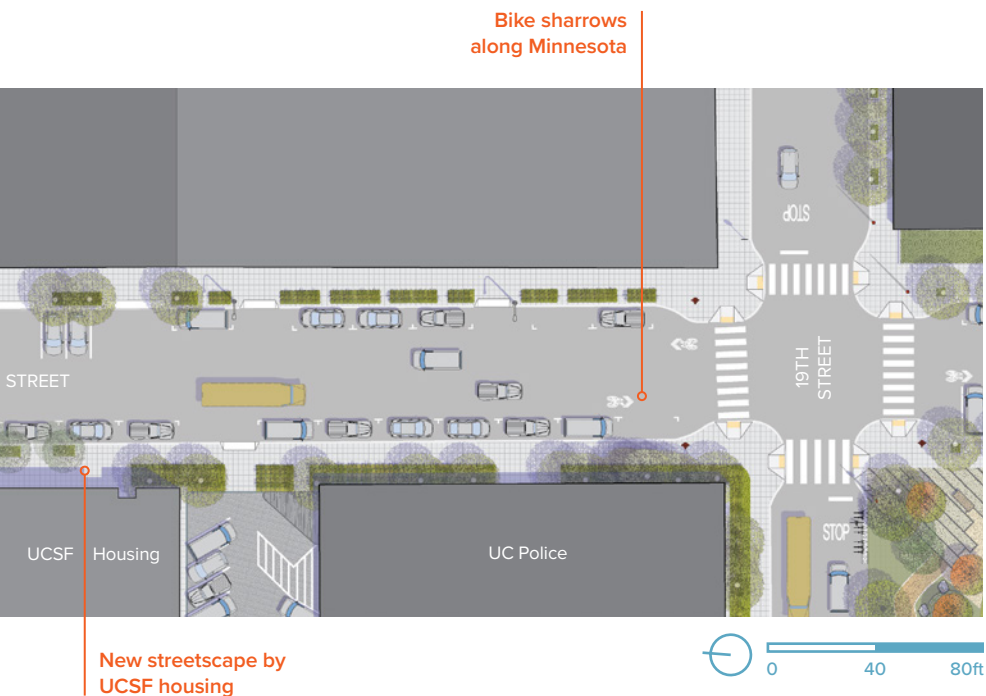 Bike sharrows
along Minnesota
STOP
STREET
19TH
STREET
UCSF Housing
UC Police
STOP
New streetscape by
UCSF housing
0 40 80ft